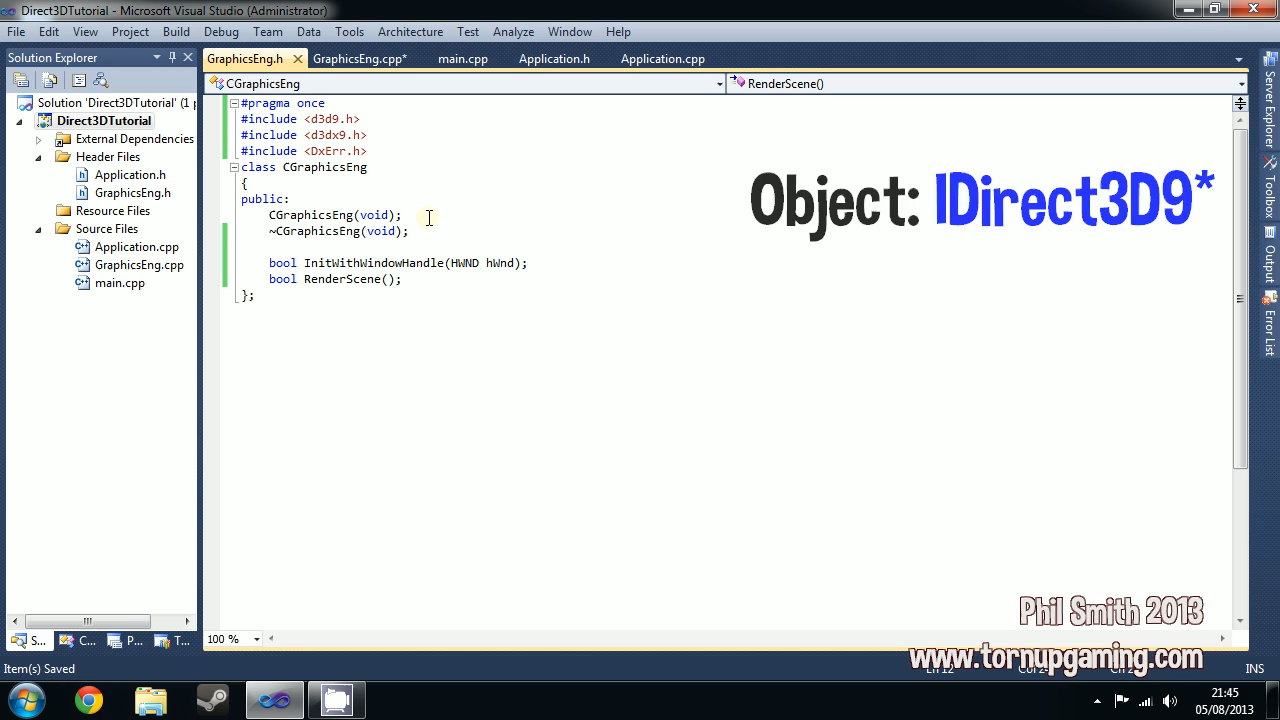 Direct3DTutorial - Microsoft Visual Studio (Administrator)
File Edit View Project Build Debug Team Data Tools Architecture Test Analyze Window Help
Solution Explorer
GraphicsEng.h GraphicsEng.cpp* main.cpp Application.h Application.cpp
CGraphicsEng RenderScene()
Solution 'Direct3DTutorial' (1 p
Direct3DTutorial
External Dependencies
Header Files
Application.h
GraphicsEng.h
Resource Files
Source Files
Application.cpp
GraphicsEng.cpp
main.cpp
#pragma once
#include <d3d9.h>
#include <d3dx9.h>
#include <DxErr.h>
class CGraphicsEng
{
public:
CGraphicsEng(void);
~CGraphicsEng(void);
bool InitWithWindowHandle(HWND hWnd);
bool RenderScene();
};
Object: IDirect3D9*
Server Explorer
Toolbox
Output
Error List
S... C... P... T...
100 %
Phil Smith 2013
www.tornupgaming.com
Item(s) Saved
INS
21:45
05/08/2013